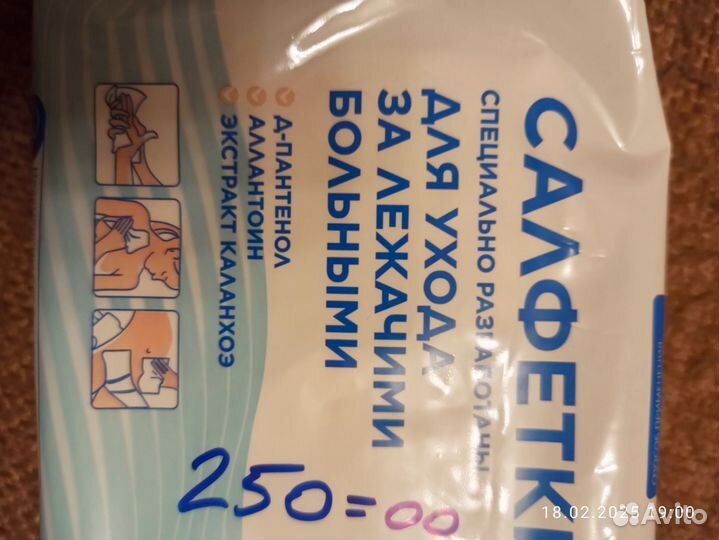 САЛФЕТКИ
СПЕЦИАЛЬНО РАЗРАБОТАНЫ
ДЛЯ УХОДА
ЗА ЛЕЖАЧИМИ
БОЛЬНЫМИ
Д-ПАНТЕНОЛ
АЛЛАНТОИН
ЭКСТРАКТ КАЛАНХОЭ
250=00
18.02.2025 19:00
Avito